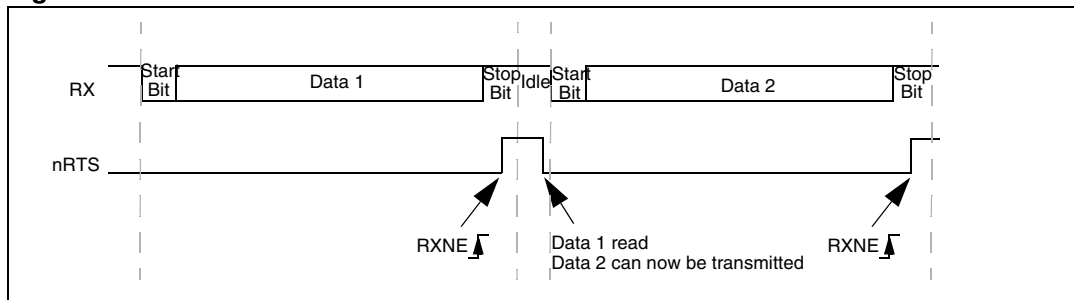 RX
Start
Bit
Data 1
Stop
Bit
Idle
Start
Bit
Data 2
Stop
Bit
nRTS
RXNE
Data 1 read
Data 2 can now be transmitted
RXNE